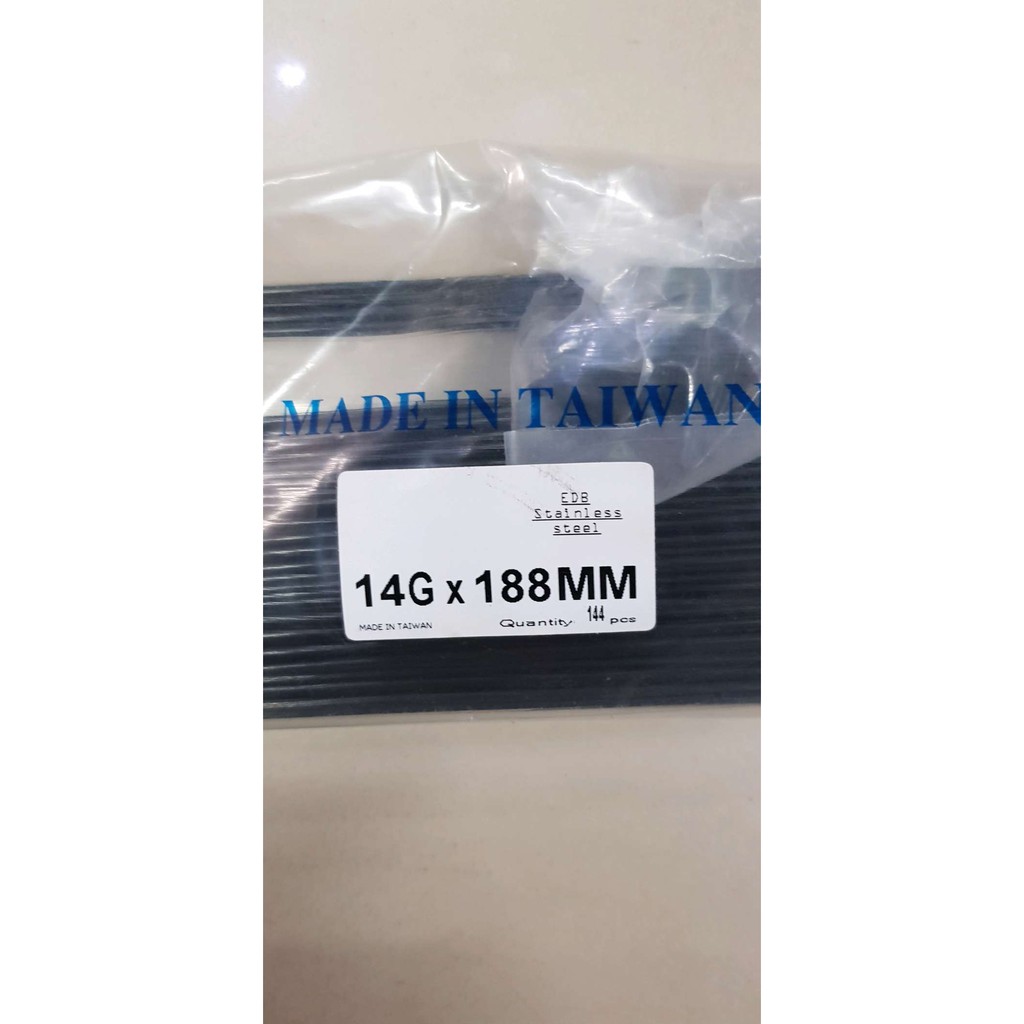 MADE IN TAIWAN
EDB
Stainless
steel
14G x 188MM
MADE IN TAIWAN
Quantity 144 pcs